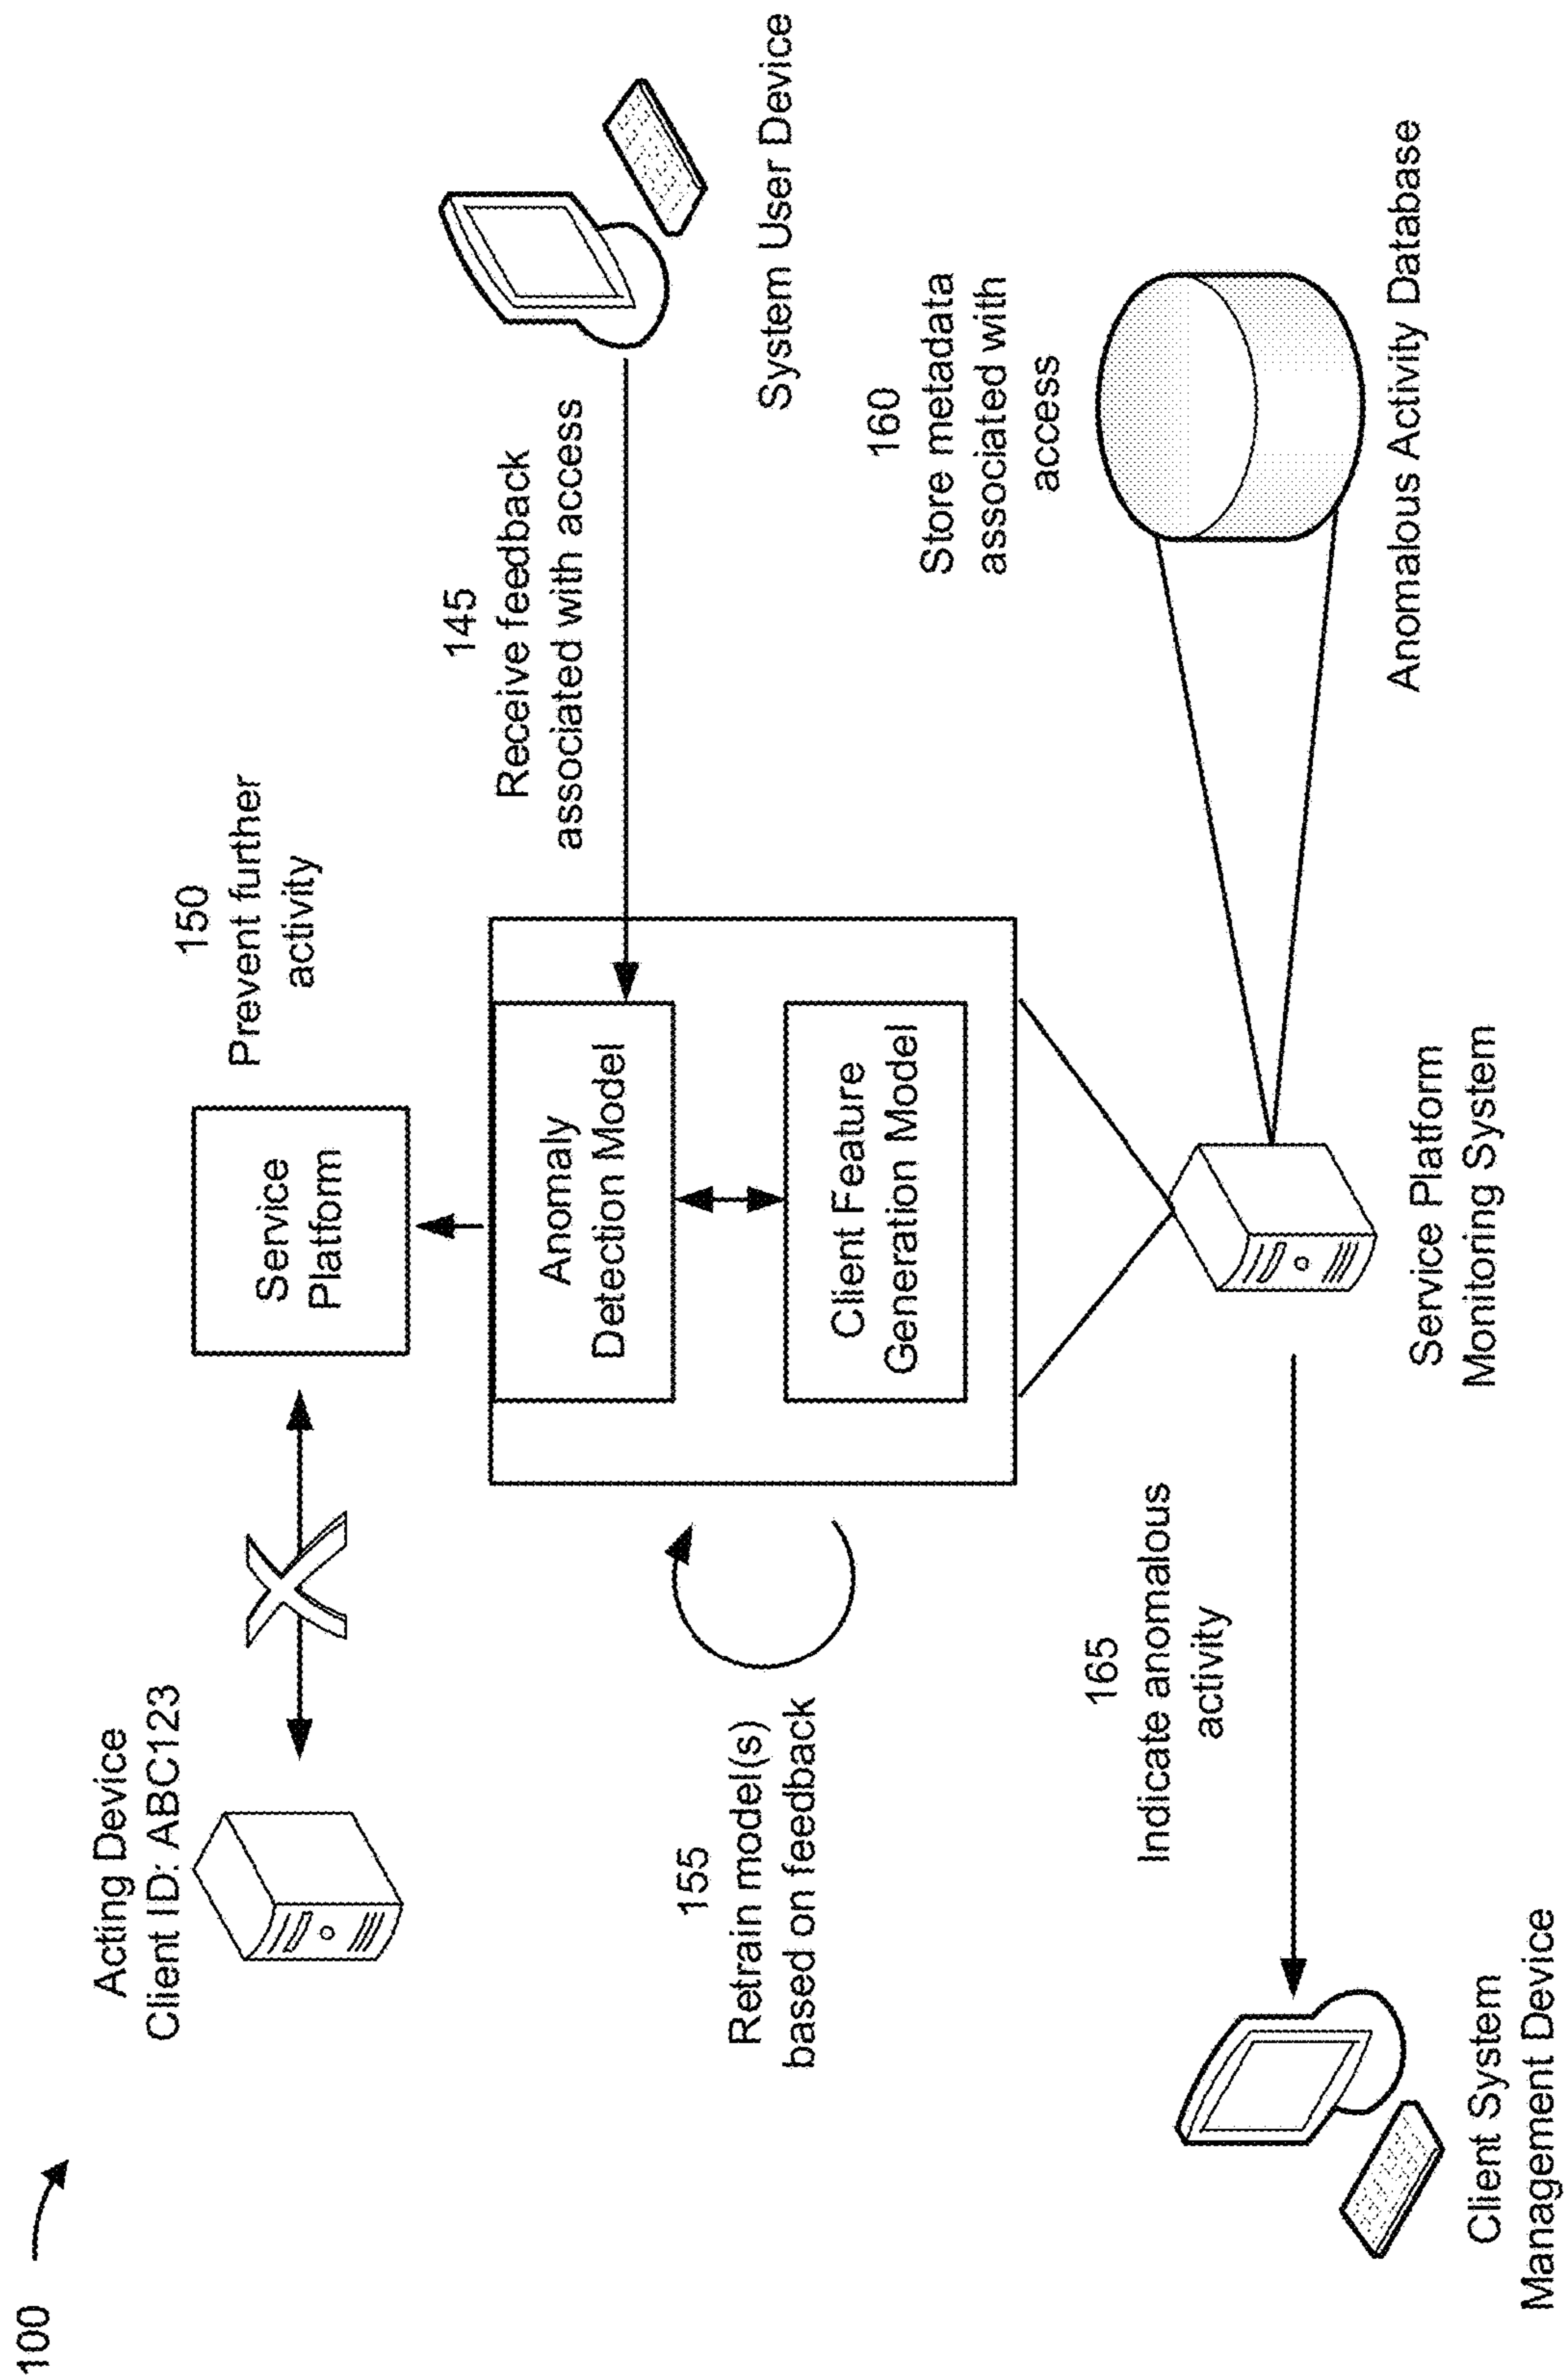 100
Acting Device
Client ID: ABC123
Service
Platform
150
Prevent further
activity
145
Receive feedback
associated with access
System User Device
Anomaly
Detection Model
Client Feature
Generation Model
155
Retrain model(s)
based on feedback
160
Store metadata
associated with
access
Anomalous Activity Database
165
Indicate anomalous
activity
Service Platform
Monitoring System
Client System
Management Device